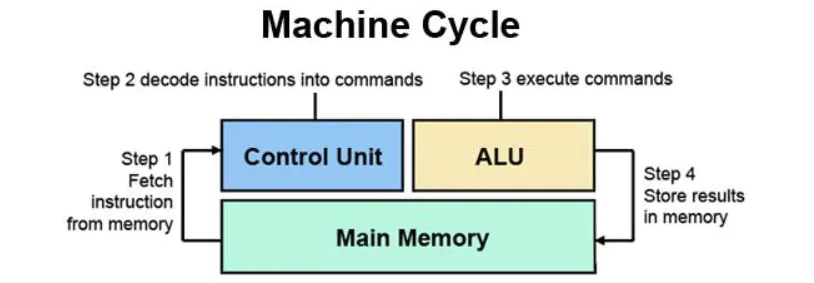 Machine Cycle
Step 2 decode instructions into commands
Step 3 execute commands
Step 1
Fetch
instruction
from memory
Control Unit
ALU
Step 4
Store results
in memory
Main Memory